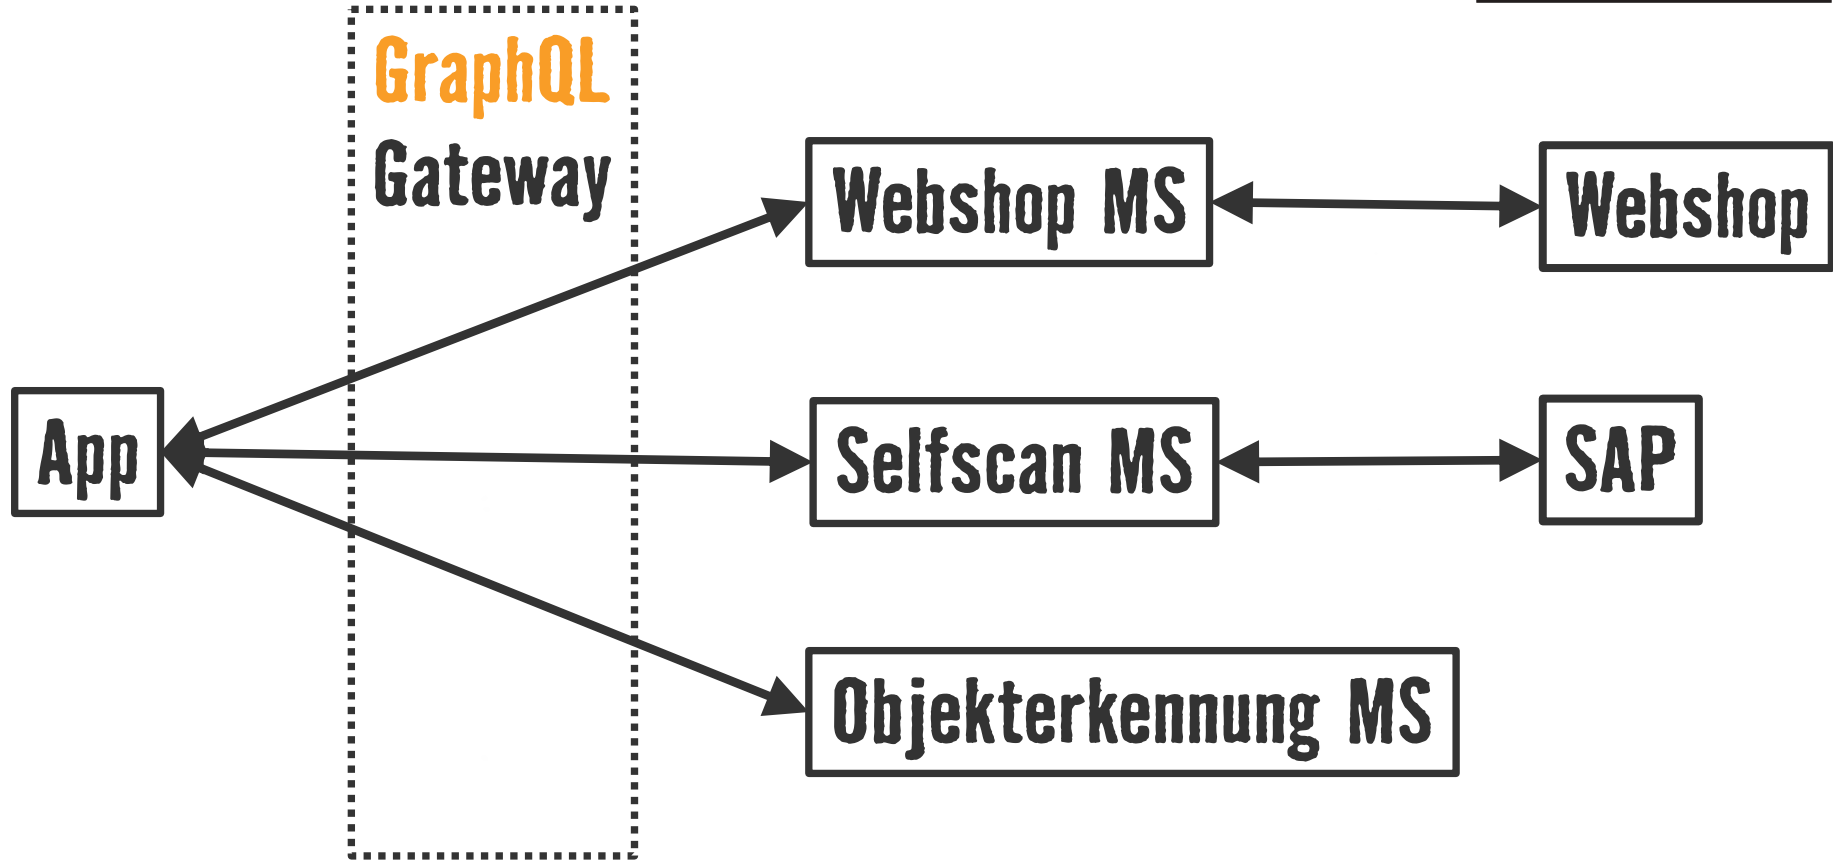 GraphQL
Gateway
Webshop MS
Webshop
App
Selfscan MS
SAP
Objekterkennung MS